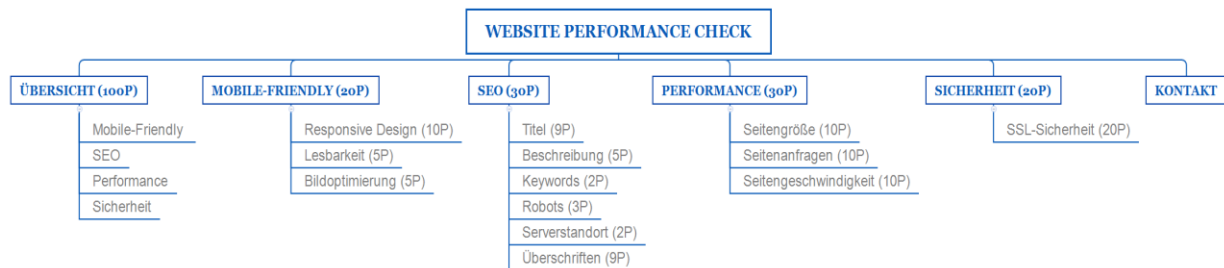 WEBSITE PERFORMANCE CHECK
ÜBERSICHT (100P)
Mobile-Friendly
SEO
Performance
Sicherheit
MOBILE-FRIENDLY (20P)
Responsive Design (10P)
Lesbarkeit (5P)
Bildoptimierung (5P)
SEO (30P)
Titel (9P)
Beschreibung (5P)
Keywords (2P)
Robots (3P)
Serverstandort (2P)
Überschriften (9P)
PERFORMANCE (30P)
Seitengröße (10P)
Seitenanfragen (10P)
Seitengeschwindigkeit (10P)
SICHERHEIT (20P)
SSL-Sicherheit (20P)
KONTAKT